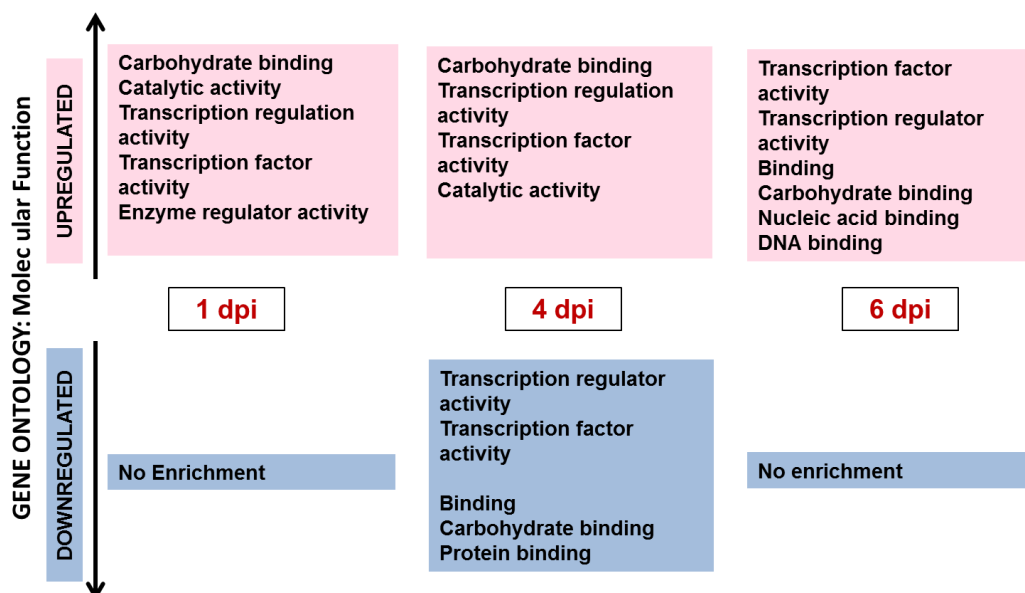 GENE ONTOLOGY: Molecular Function
UPREGULATED
Carbohydrate binding
Catalytic activity
Transcription regulation
activity
Transcription factor
activity
Enzyme regulator activity
Carbohydrate binding
Transcription regulation
activity
Transcription factor
activity
Catalytic activity
Transcription factor
activity
Transcription regulator
activity
Binding
Carbohydrate binding
Nucleic acid binding
DNA binding
1 dpi
4 dpi
6 dpi
DOWNREGULATED
No Enrichment
Transcription regulator
activity
Transcription factor
activity
Binding
Carbohydrate binding
Protein binding
No enrichment